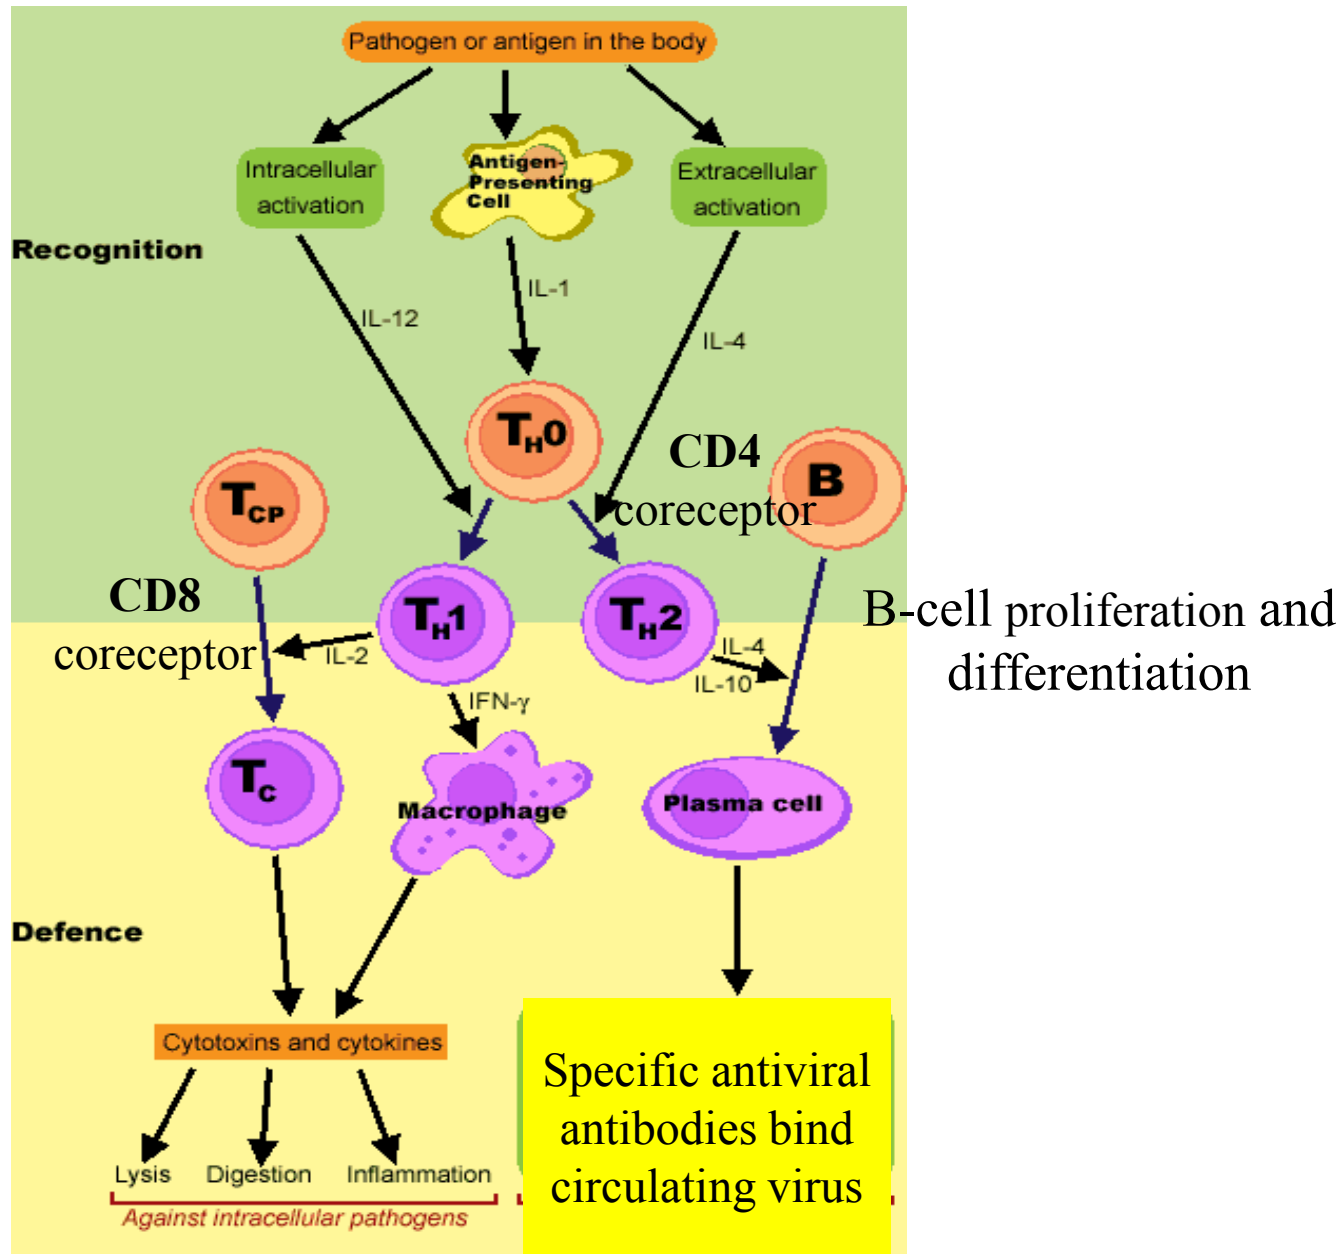 Pathogen or antigen in the body
Intracellular
activation
Antigen-
Presenting
Cell
Extracellular
activation
Recognition
IL-1
IL-12
IL-4
TH0
CD4
coreceptor
B
TCP
CD8
coreceptor
TH1
TH2
B-cell proliferation and
differentiation
IL-2
IL-4
IL-10
IFN-γ
TC
Macrophage
Plasma cell
Defence
Cytotoxins and cytokines
Specific antiviral
antibodies bind
circulating virus
Lysis
Digestion
Inflammation
Against intracellular pathogens